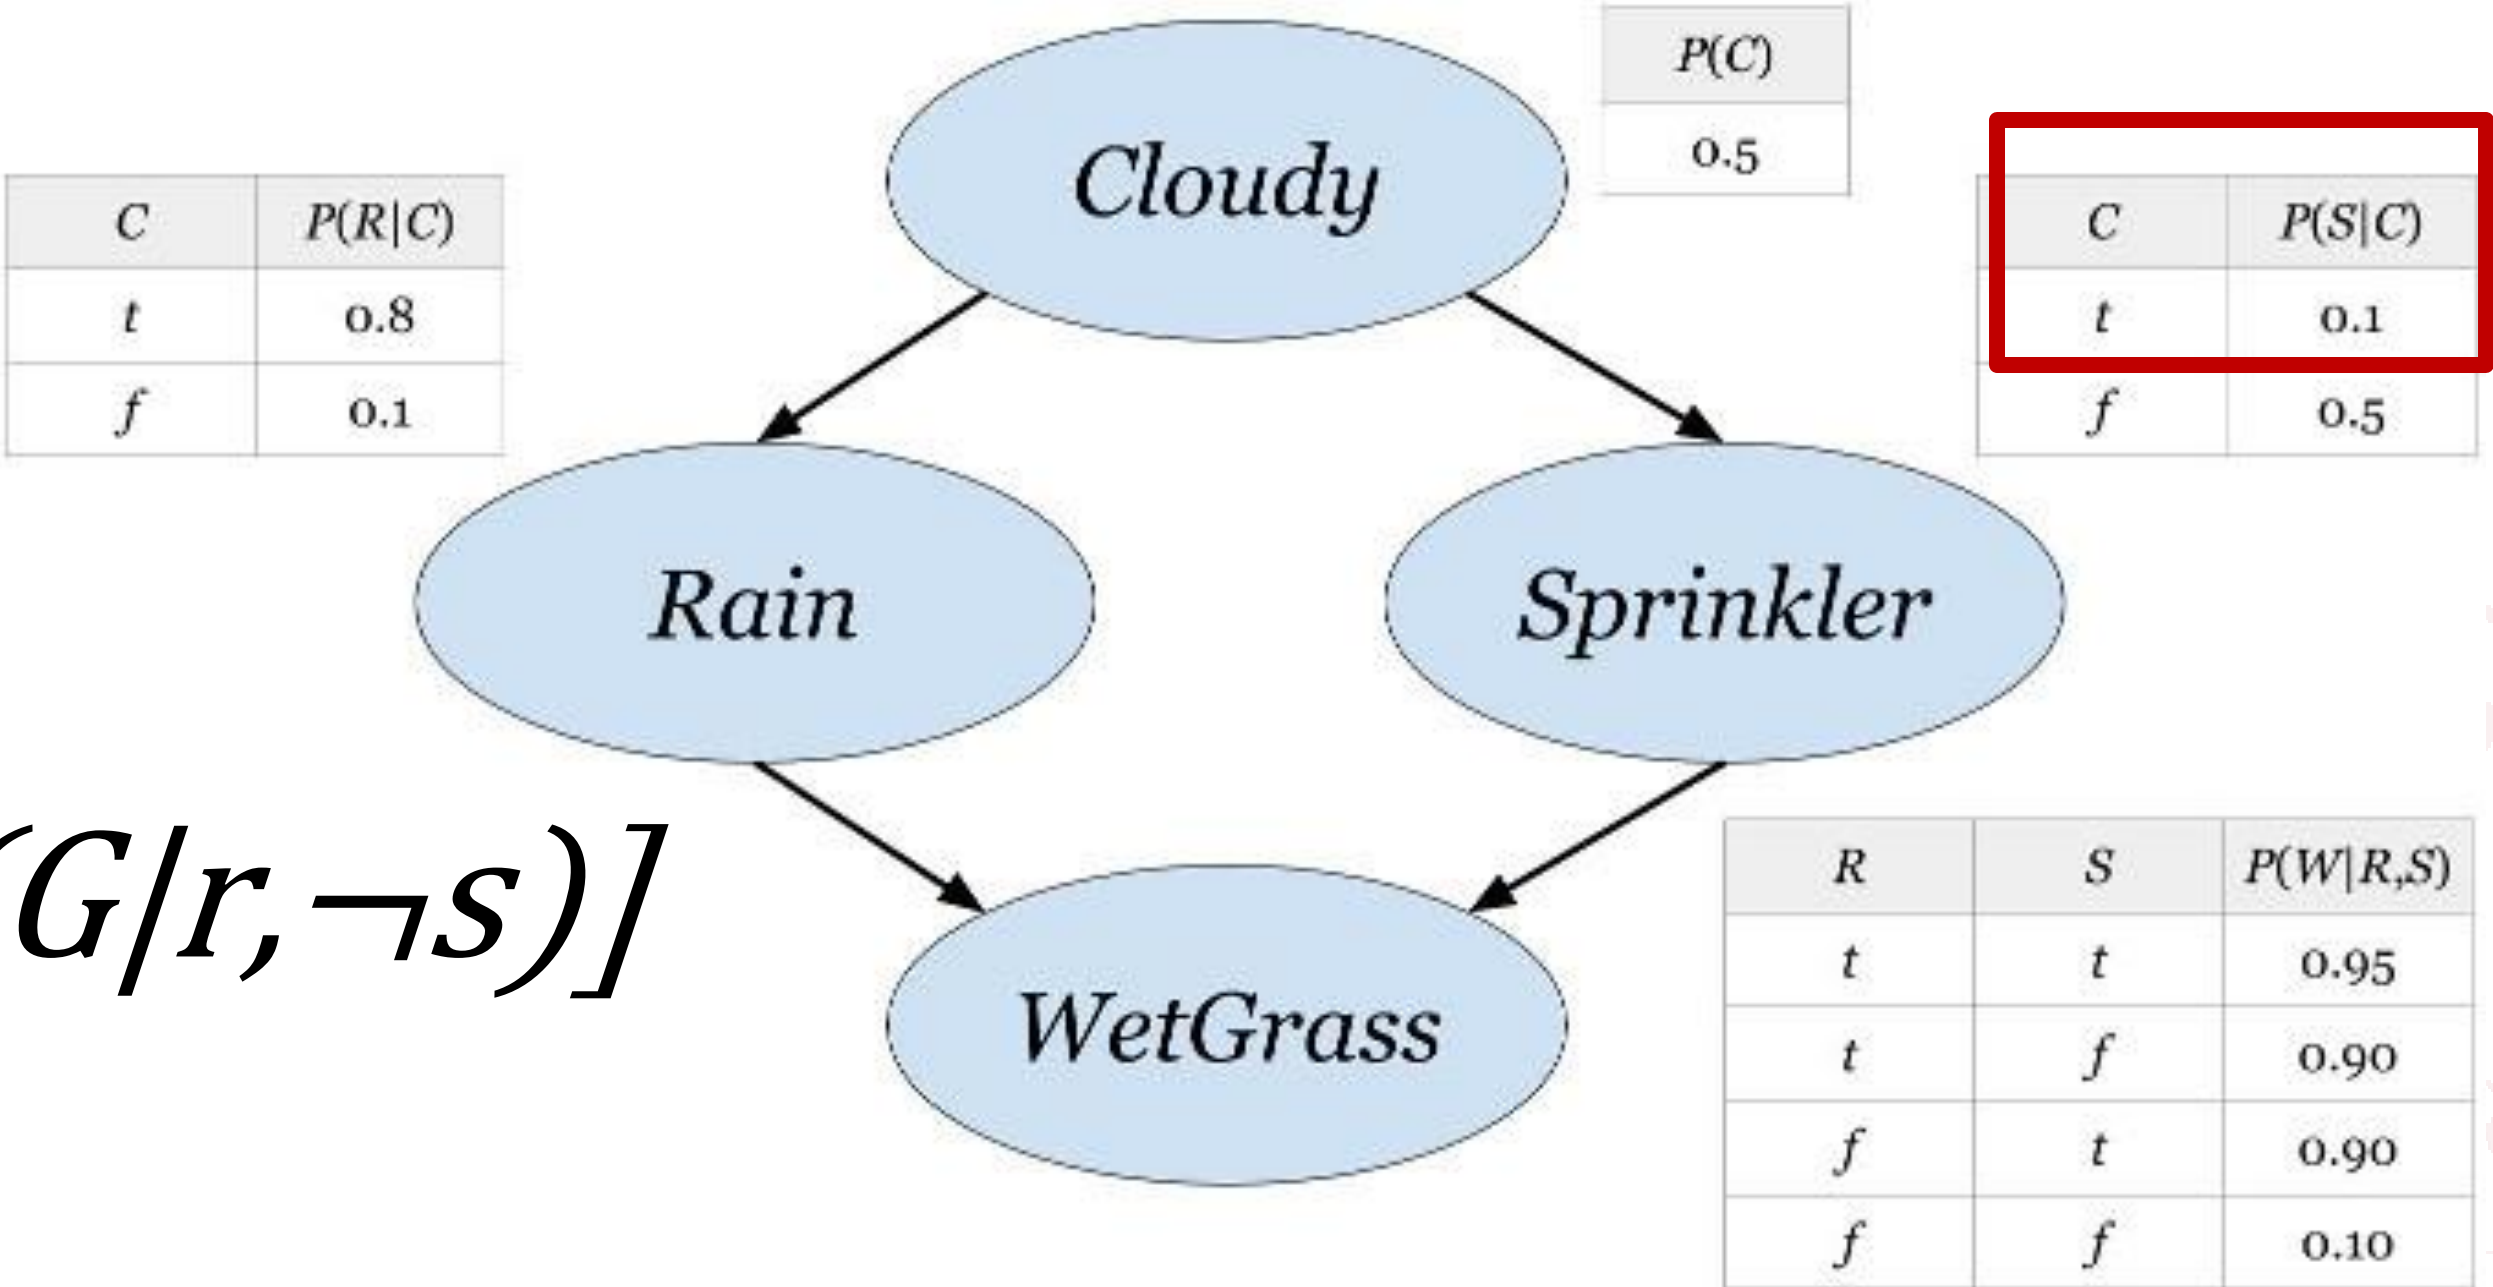 P(C)
0.5
Cloudy
C P(R|C)
t 0.8
f 0.1
C P(S|C)
t 0.1
f 0.5
Rain
Sprinkler
(G|r,¬s)]
WetGrass
R S P(W|R,S)
t t 0.95
t f 0.90
f t 0.90
f f 0.10